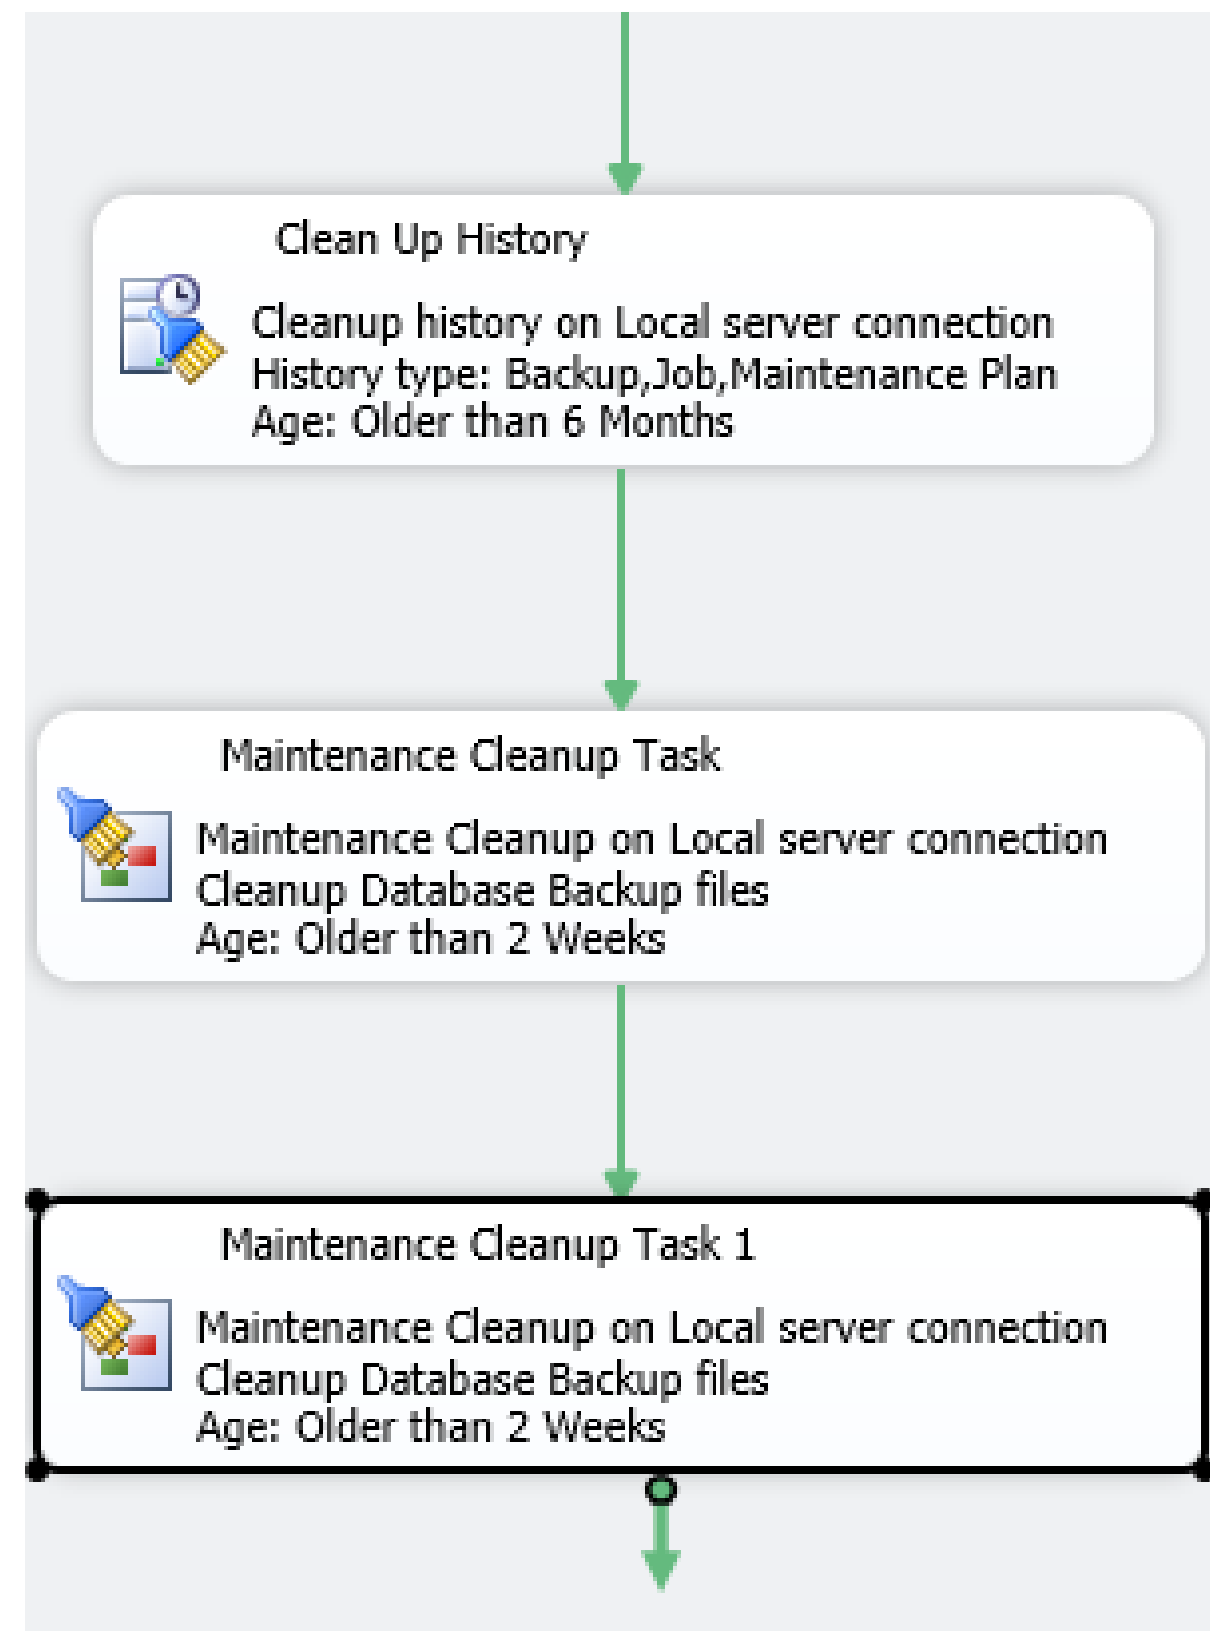 Clean Up History
Cleanup history on Local server connection
History type: Backup,Job,Maintenance Plan
Age: Older than 6 Months
Maintenance Cleanup Task
Maintenance Cleanup on Local server connection
Cleanup Database Backup files
Age: Older than 2 Weeks
Maintenance Cleanup Task 1
Maintenance Cleanup on Local server connection
Cleanup Database Backup files
Age: Older than 2 Weeks